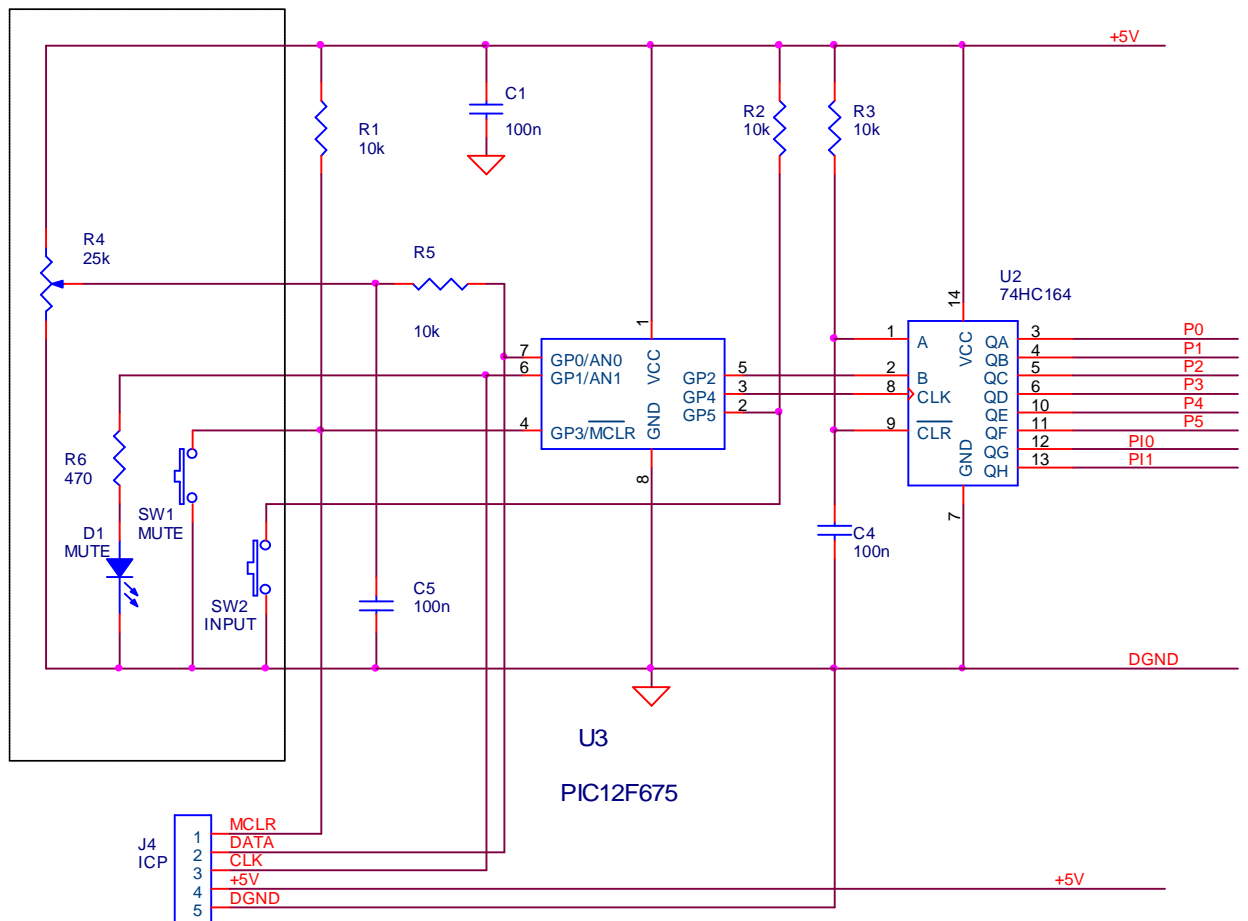 +5V
C1
100n
R1
10k
R2
10k
R3
10k
R4
25k
R5
10k
U2
74HC164
1
7
6
4
GP0/AN0
GP1/AN1
GP3/MCLR
VCC
GND
GP2
GP4
GP5
5
3
2
8
14
1
2
8
9
A
B
CLK
CLR
VCC
GND
QA
QB
QC
QD
QE
QF
QG
QH
3
4
5
6
10
11
12
13
P0
P1
P2
P3
P4
P5
PI0
PI1
7
R6
470
SW1
MUTE
D1
MUTE
SW2
INPUT
C5
100n
C4
100n
DGND
U3
PIC12F675
J4
ICP
1
2
3
4
5
MCLR
DATA
CLK
+5V
DGND
+5V